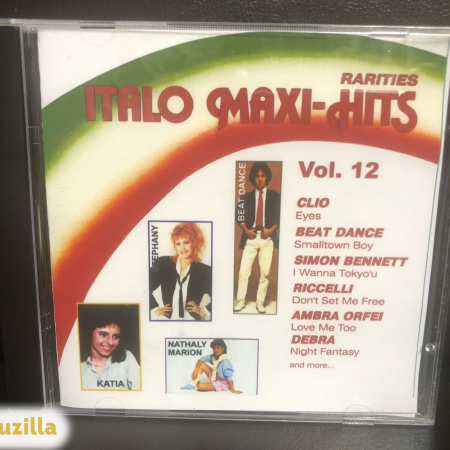 RARITIES
ITALO MAXI-HITS
Vol. 12
CLIO
Eyes
BEAT DANCE
Smalltown Boy
SIMON BENNETT
I Wanna Tokyo'u
RICCELLI
Don't Set Me Free
AMBRA ORFEI
Love Me Too
DEBRA
Night Fantasy
and more...
BEAT DANCE
EPHANY
KATIA
NATHALY
MARION
uzilla